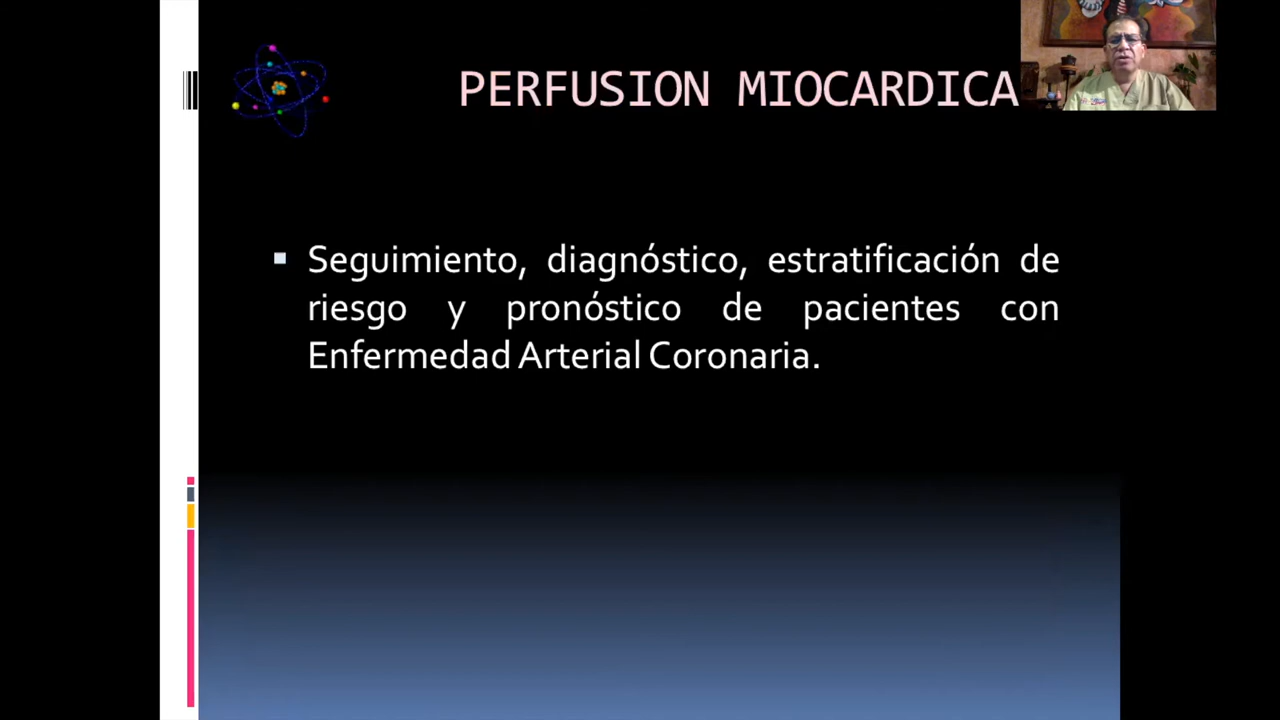 PERFUSION MIOCARDICA
Seguimiento, diagnóstico, estratificación de
riesgo y pronóstico de pacientes con
Enfermedad Arterial Coronaria.